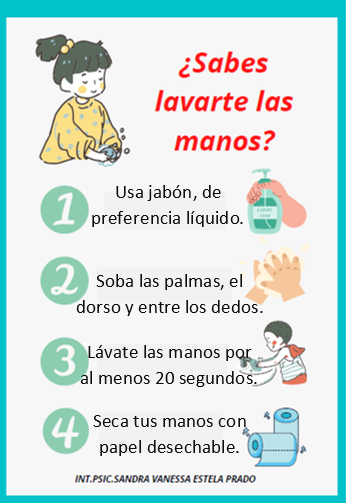 ¿Sabes
lavarte las
manos?
1
Usa jabón, de
preferencia líquido.
2
Soba las palmas, el
dorso y entre los dedos.
3
Lávate las manos por
al menos 20 segundos.
4
Seca tus manos con
papel desechable.
INT.PSIC.SANDRA VANESSA ESTELA PRADO